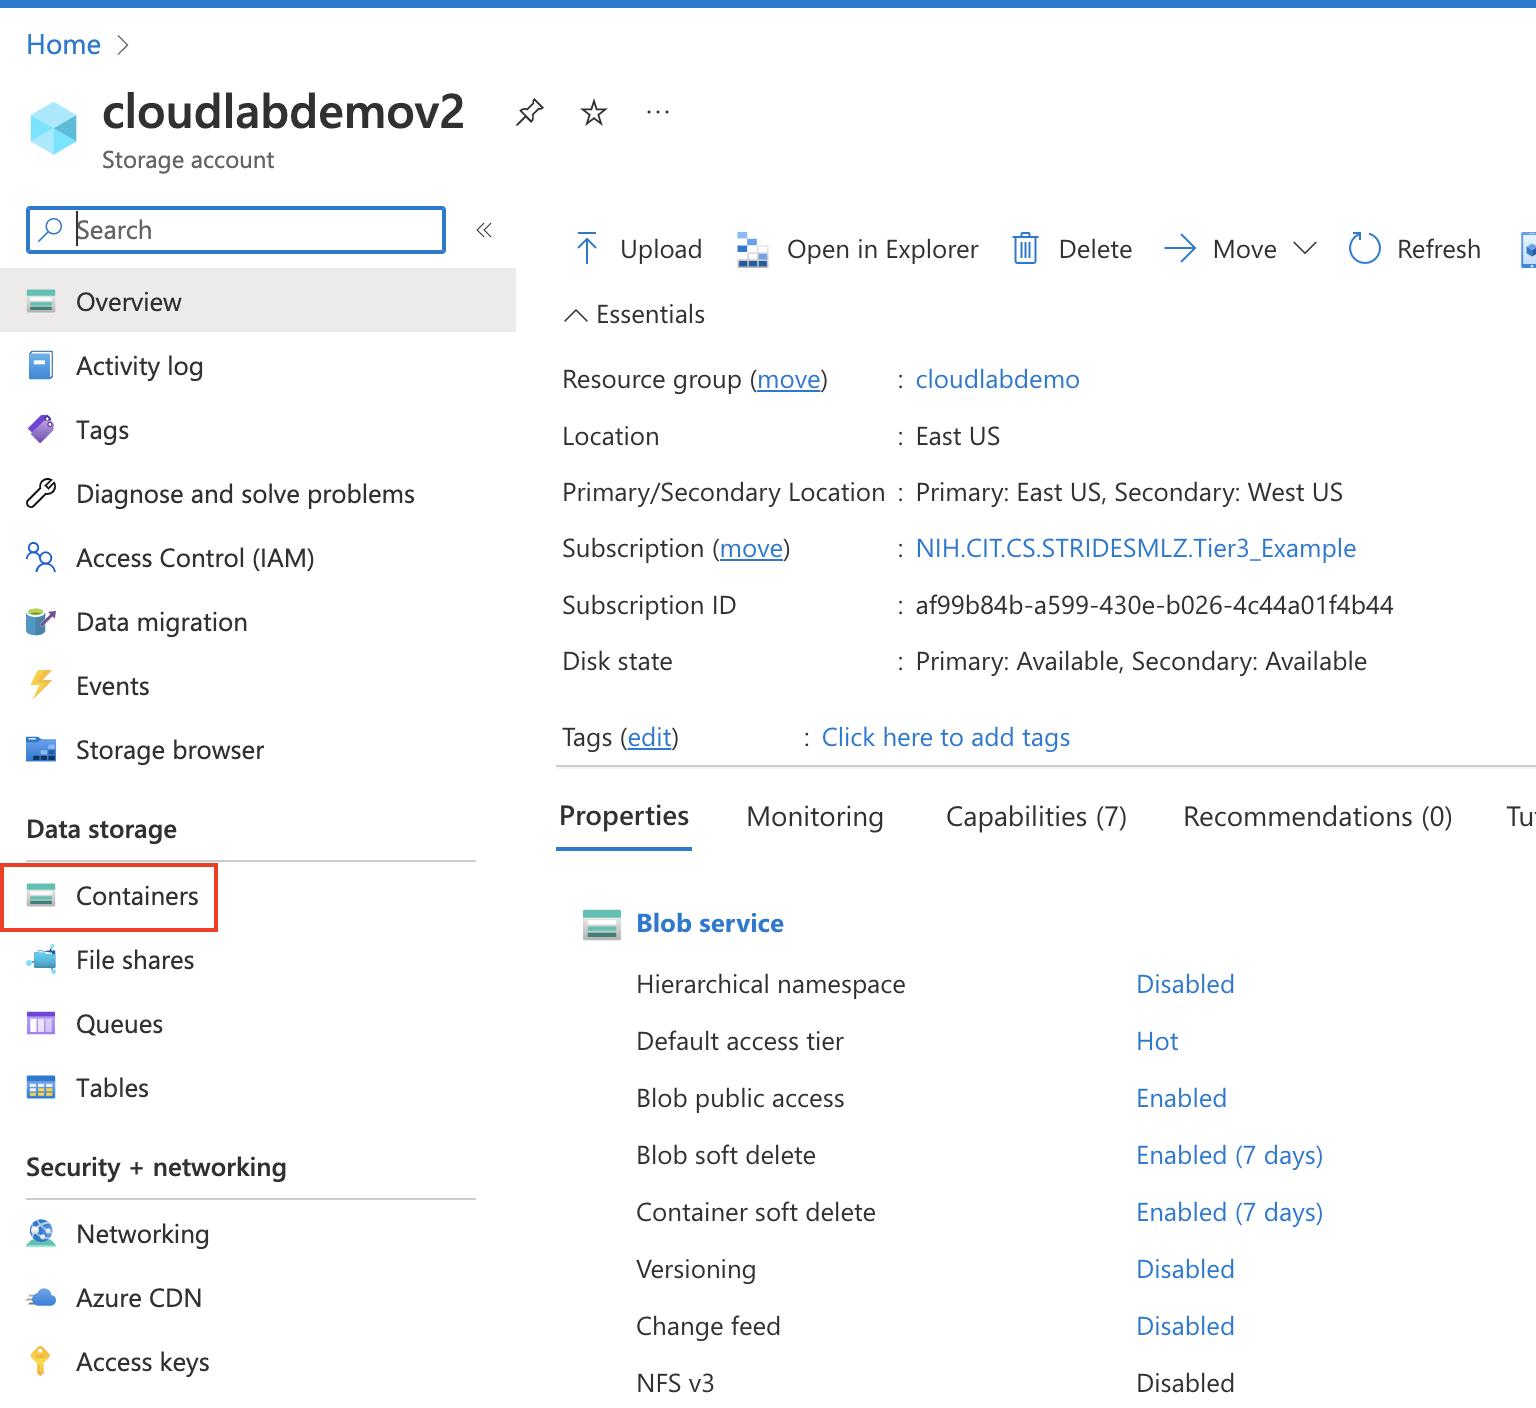 Home
cloudlabdemov2
Storage account
Search
Overview
Activity log
Tags
Diagnose and solve problems
Access Control (IAM)
Data migration
Events
Storage browser
Data storage
Containers
File shares
Queues
Tables
Security + networking
Networking
Azure CDN
Access keys
Upload Open in Explorer Delete Move Refresh
Essentials
Resource group (move) : cloudlabdemo
Location : East US
Primary/Secondary Location : Primary: East US, Secondary: West US
Subscription (move) : NIH.CIT.CS.STRIDESMLZ.Tier3_Example
Subscription ID : af99b84b-a599-430e-b026-4c44a01f4b44
Disk state : Primary: Available, Secondary: Available
Tags (edit) : Click here to add tags
Properties Monitoring Capabilities (7) Recommendations (0)
Blob service
Hierarchical namespace Disabled
Default access tier Hot
Blob public access Enabled
Blob soft delete Enabled (7 days)
Container soft delete Enabled (7 days)
Versioning Disabled
Change feed Disabled
NFS v3 Disabled